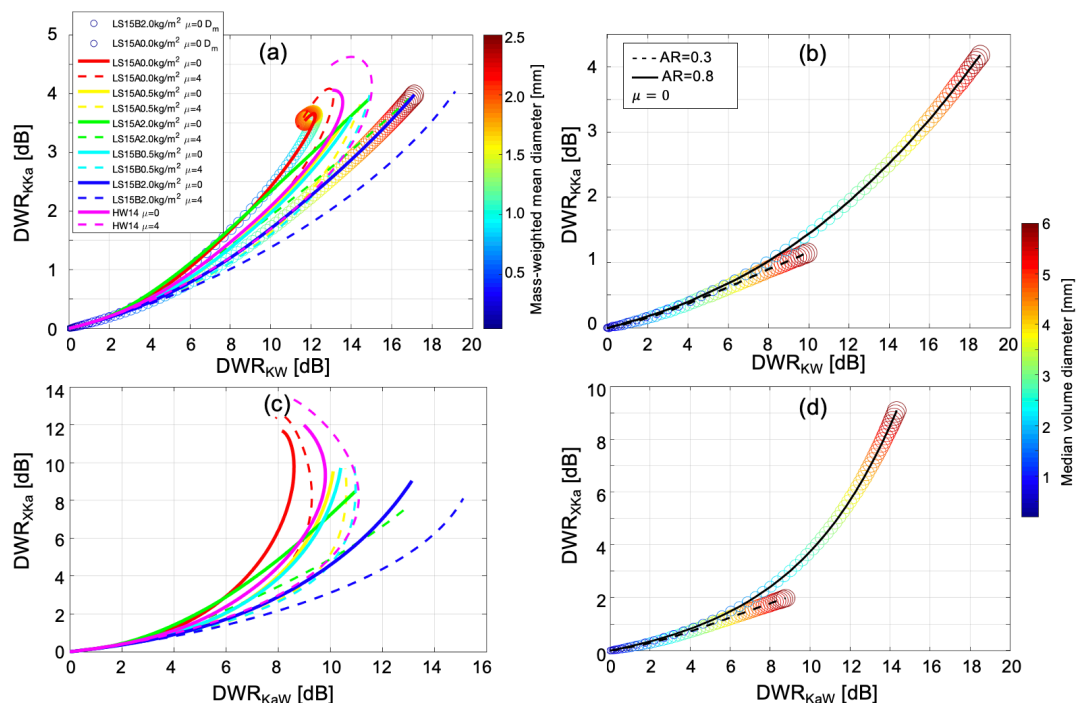 (a)
LS15B2.0kg/m² μ=0 Dₘ
LS15A0.0kg/m² μ=0 Dₘ
LS15A0.0kg/m² μ=0
LS15A0.0kg/m² μ=4
LS15A0.5kg/m² μ=0
LS15A0.5kg/m² μ=4
LS15A2.0kg/m² μ=0
LS15A2.0kg/m² μ=4
LS15B0.5kg/m² μ=0
LS15B0.5kg/m² μ=4
LS15B2.0kg/m² μ=0
LS15B2.0kg/m² μ=4
HW14 μ=0
HW14 μ=4
5
4
3
2
1
0
DWR_KKa [dB]
0 2 4 6 8 10 12 14 16 18 20
DWR_KW [dB]
2.5
2.0
1.5
1.0
0.5
Mass-weighted mean diameter [mm]
(b)
AR=0.3
AR=0.8
μ = 0
4
3
2
1
0
DWR_KKa [dB]
0 2 4 6 8 10 12 14 16 18 20
DWR_KW [dB]
6
5
4
3
2
1
Median volume diameter [mm]
(c)
14
12
10
8
6
4
2
0
DWR_XKa [dB]
0 2 4 6 8 10 12 14 16
DWR_KaW [dB]
(d)
10
8
6
4
2
0
DWR_XKa [dB]
0 2 4 6 8 10 12 14 16 18 20
DWR_KaW [dB]